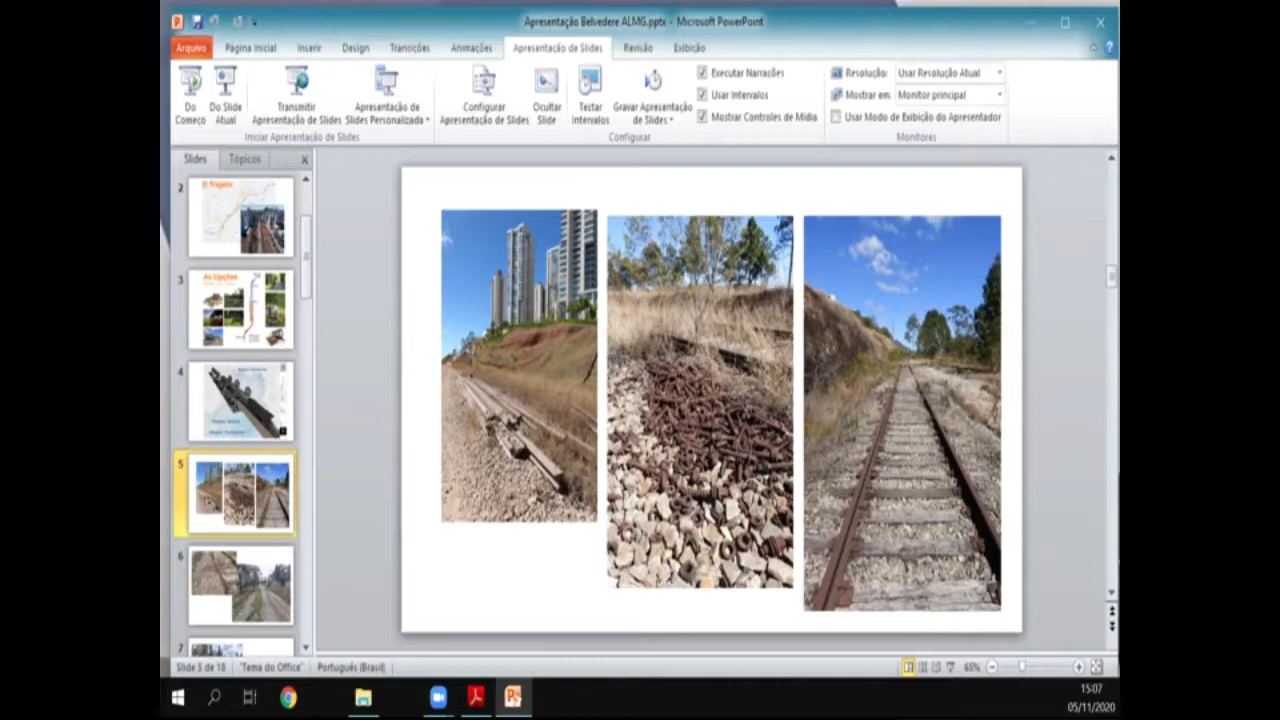 Apresentação Belvedere ALMG.pptx - Microsoft PowerPoint
Arquivo Página Inicial Inserir Design Transições Animações Apresentação de Slides Revisão Exibição
Do Começo
Do Slide Atual
Transmitir Apresentação de Slides
Apresentação de Slides Personalizada
Configurar Apresentação de Slides
Ocultar Slide
Testar Intervalos
Gravar Apresentação de Slides
Executar Narrações
Usar Intervalos
Mostrar Controles de Mídia
Resolução: Usar Resolução Atual
Mostrar em: Monitor principal
Usar Modo de Exibição do Apresentador
Iniciar Apresentação de Slides Configurar Monitores
Slides Tópicos
2
O Trajeto
3
As Opções
4
5
6
7
Slide 5 de 18 "Tema do Office" Português (Brasil) 65%
15:07
05/11/2020